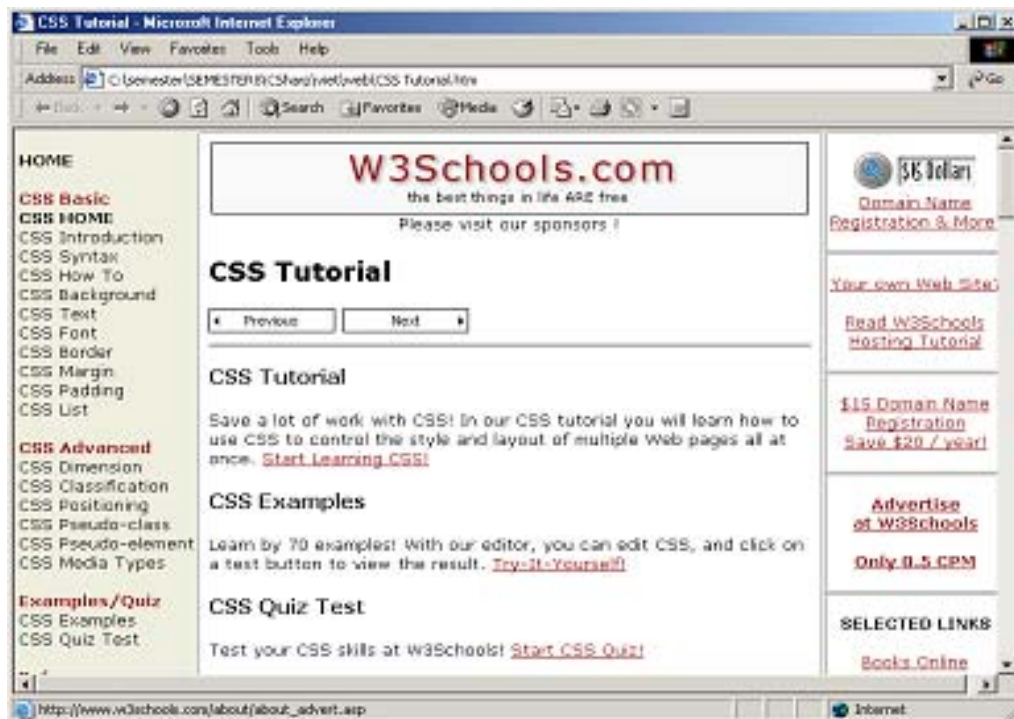 CSS Tutorial - Microsoft Internet Explorer
File Edit View Favorites Tools Help
Address CSS Tutorial.htm Go
Back Search Favorites Media
HOME
CSS Basic
CSS HOME
CSS Introduction
CSS Syntax
CSS How To
CSS Background
CSS Text
CSS Font
CSS Border
CSS Margin
CSS Padding
CSS List
CSS Advanced
CSS Dimension
CSS Classification
CSS Positioning
CSS Pseudo-class
CSS Pseudo-element
CSS Media Types
Examples/Quiz
CSS Examples
CSS Quiz Test
W3Schools.com
the best things in life ARE free
Please visit our sponsors !
CSS Tutorial
Previous Next
CSS Tutorial
Save a lot of work with CSS! In our CSS tutorial you will learn how to
use CSS to control the style and layout of multiple Web pages all at
once. Start Learning CSS!
CSS Examples
Learn by 70 examples! With our editor, you can edit CSS, and click on
a test button to view the result. Try-It-Yourself!
CSS Quiz Test
Test your CSS skills at W3Schools! Start CSS Quiz!
$15 Dollars
Domain Name
Registration & More
Your own Web Site?
Read W3Schools
Hosting Tutorial
$15 Domain Name
Registration
Save $20 / year!
Advertise
at W3Schools
Only 0.5 CPM
SELECTED LINKS
Books Online
http://www.w3schools.com/about/about_advert.asp
Internet